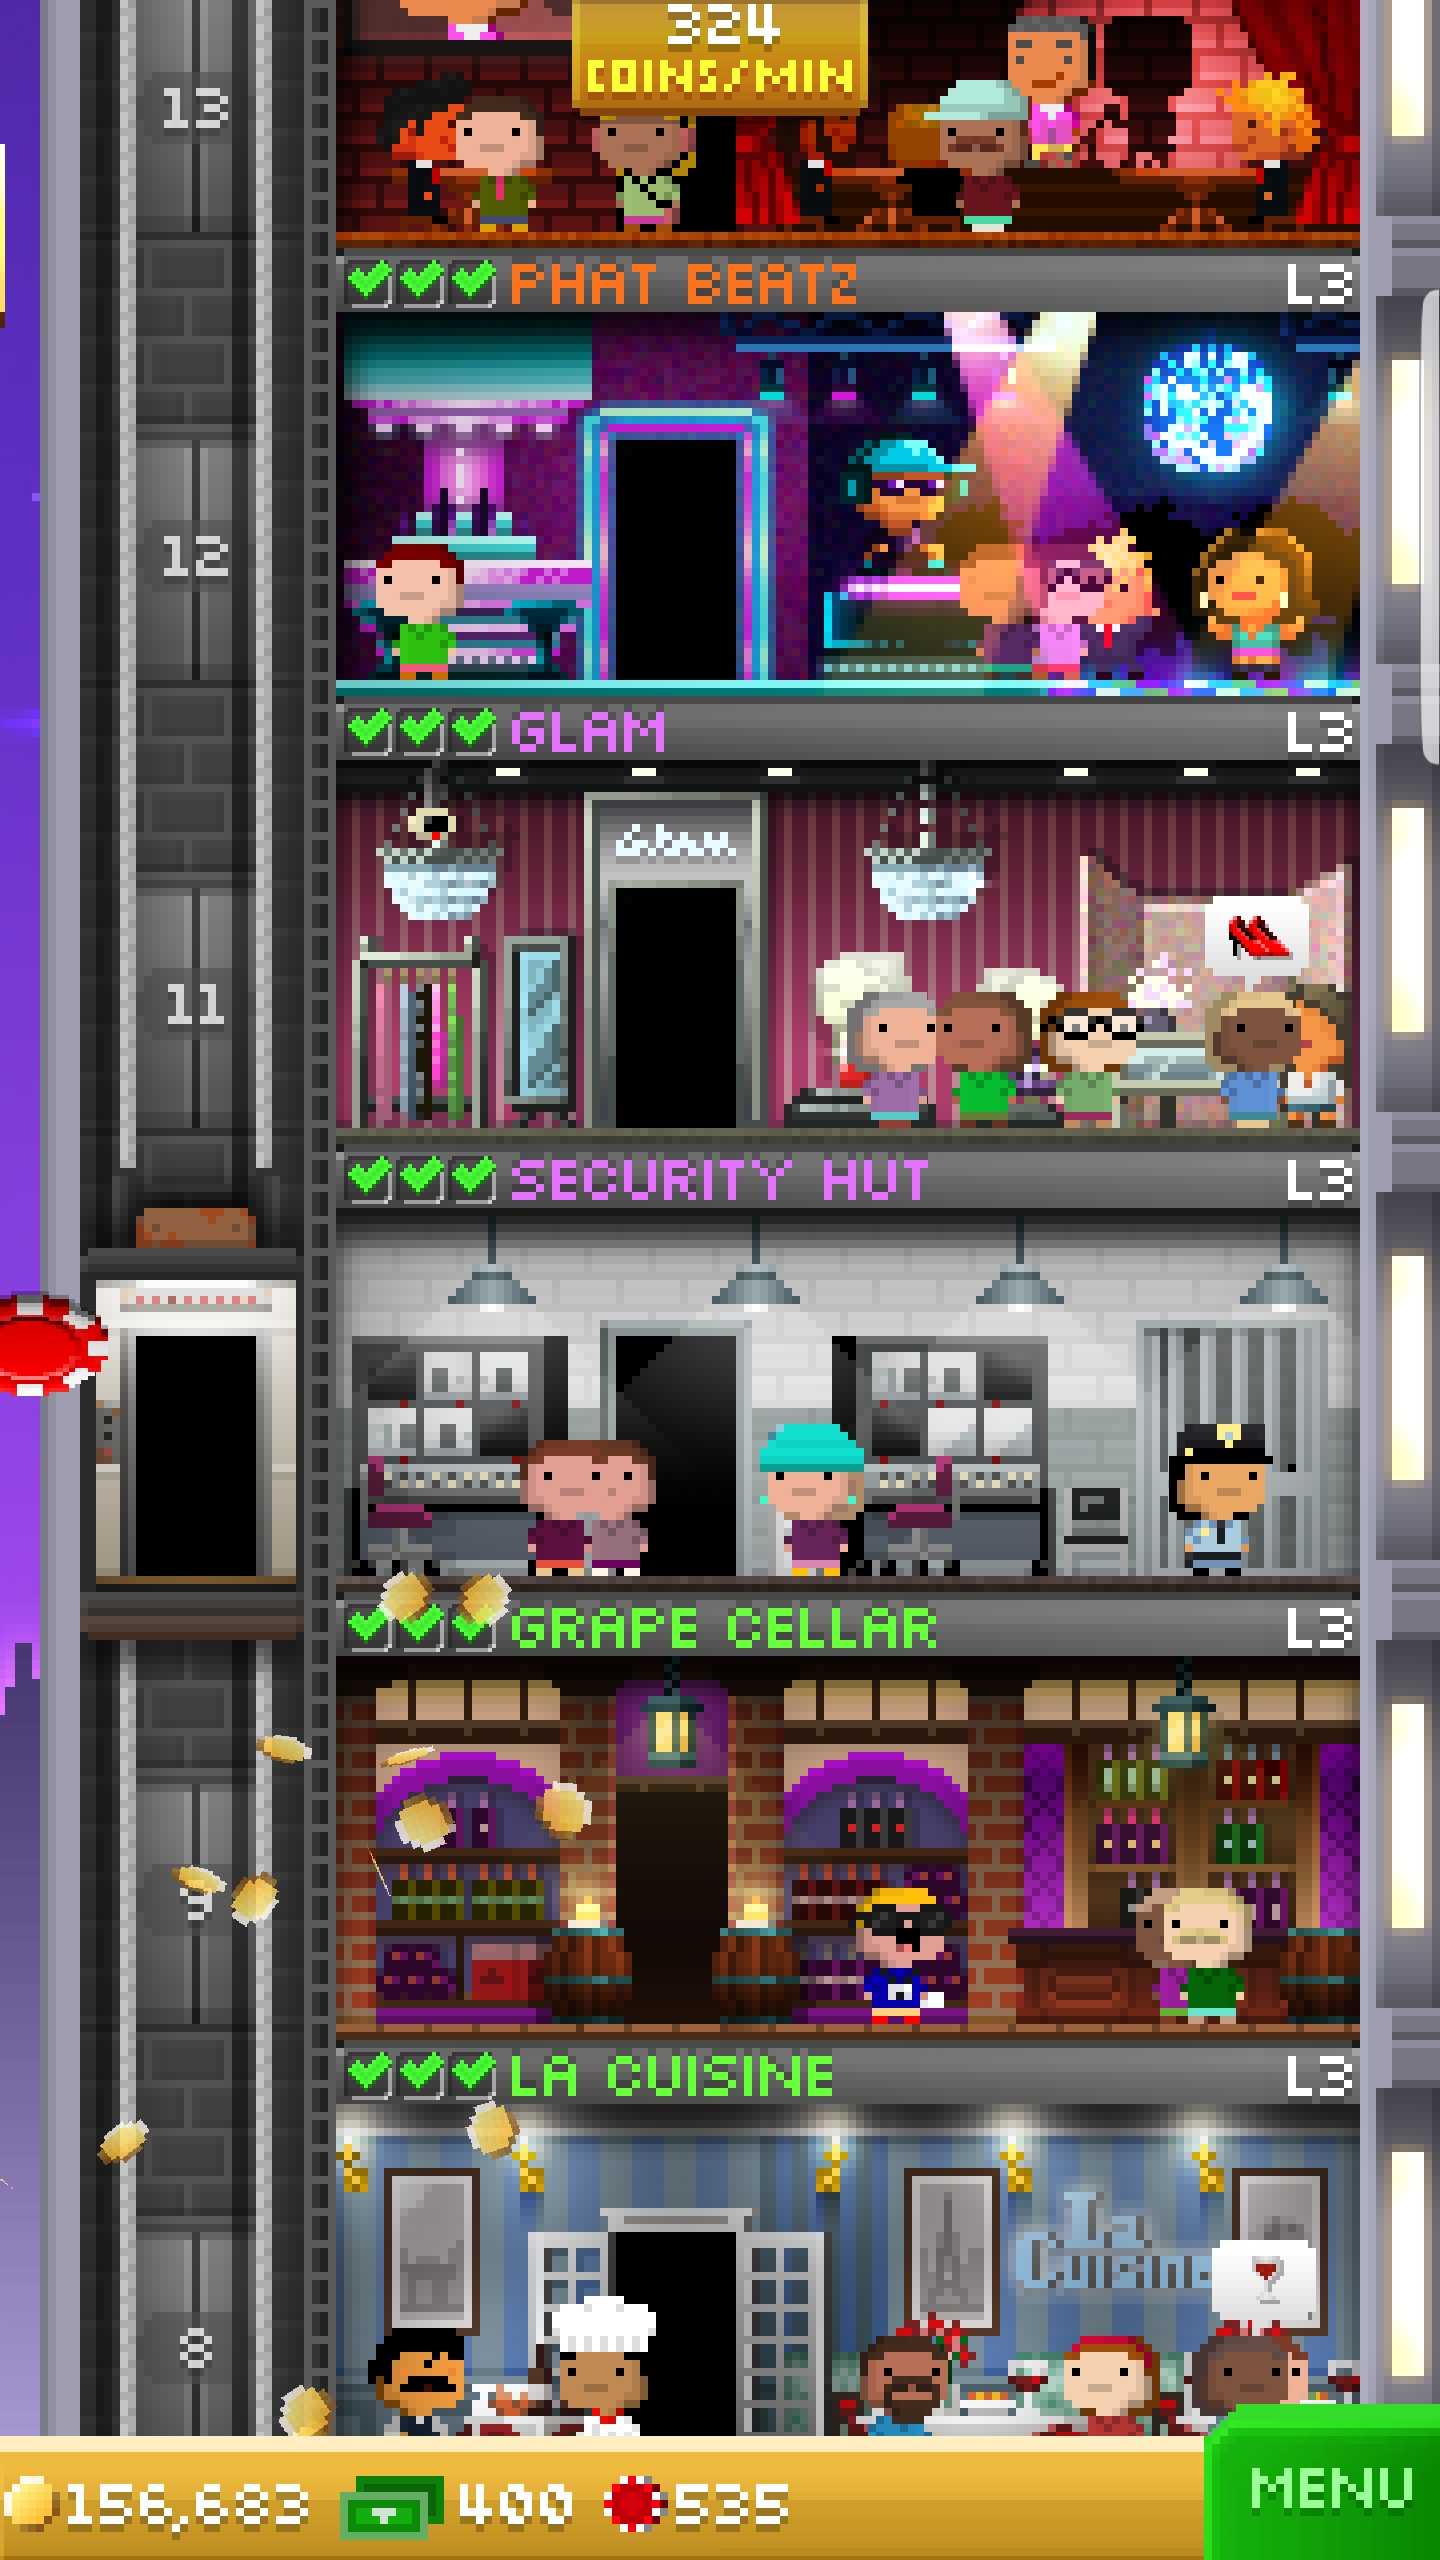 324
COINS/MIN
13
PHAT BEATZ L3
12
GLAM L3
Glam
11
SECURITY HUT L3
GRAPE CELLAR L3
9
LA CUISINE L3
La
Cuisine
8
156,683 400 535
MENU